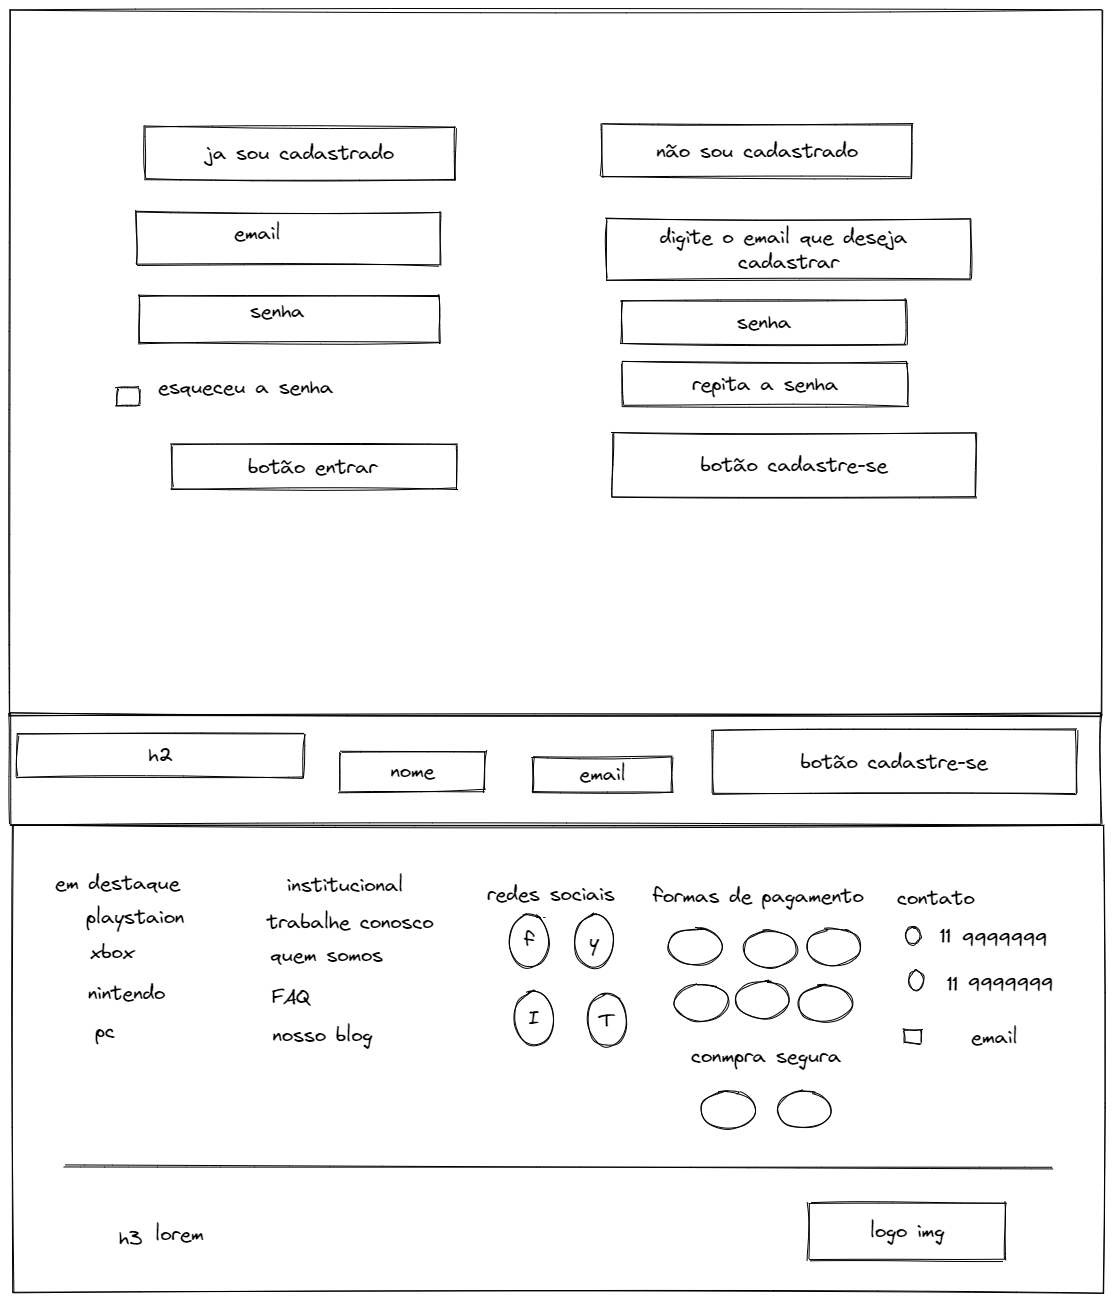 ja sou cadastrado
email
senha
esqueceu a senha
botão entrar
não sou cadastrado
digite o email que deseja
cadastrar
senha
repita a senha
botão cadastre-se
h2
nome
email
botão cadastre-se
em destaque
playstaion
xbox
nintendo
pc
institucional
trabalhe conosco
quem somos
FAQ
nosso blog
redes sociais
f
y
I
T
formas de pagamento
conmpra segura
contato
11 9999999
11 9999999
email
h3 lorem
logo img